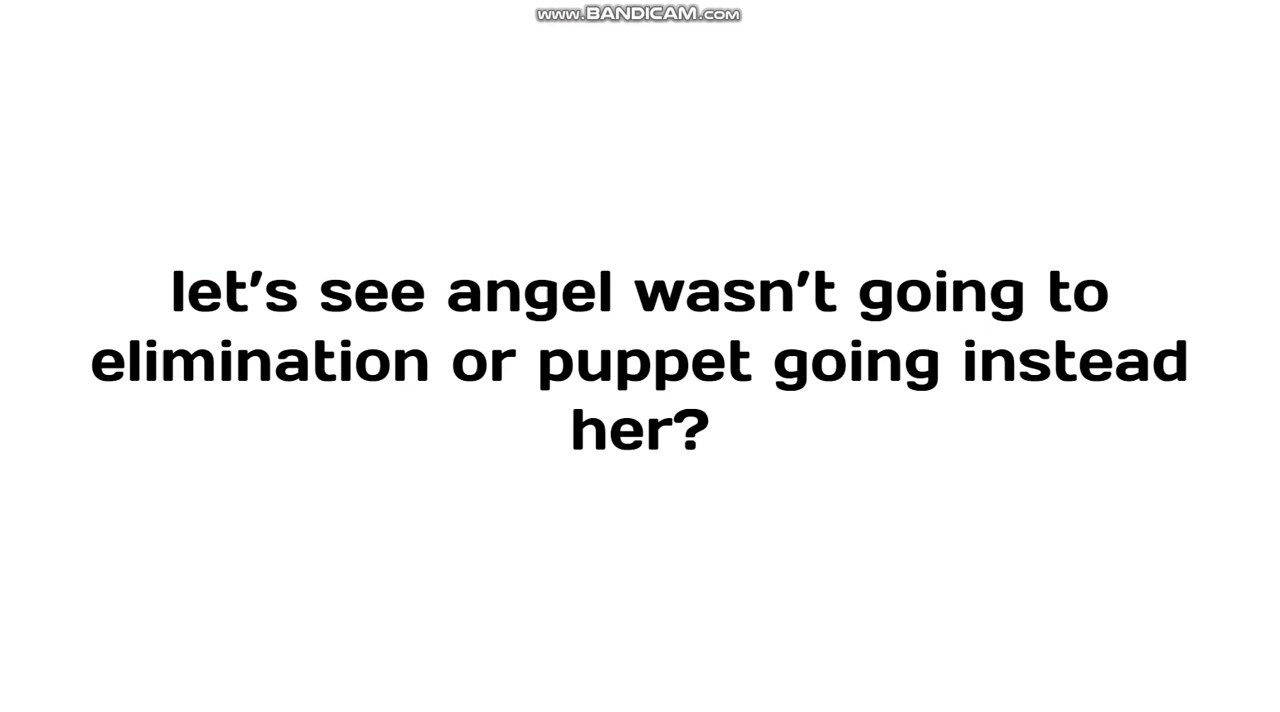 www.BANDICAM.com
let's see angel wasn't going to
elimination or puppet going instead
her?